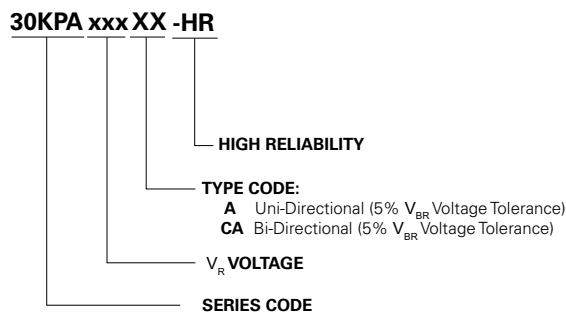 30KPA xxx XX -HR
HIGH RELIABILITY
TYPE CODE:
A Uni-Directional (5% VBR Voltage Tolerance)
CA Bi-Directional (5% VBR Voltage Tolerance)
VR VOLTAGE
SERIES CODE